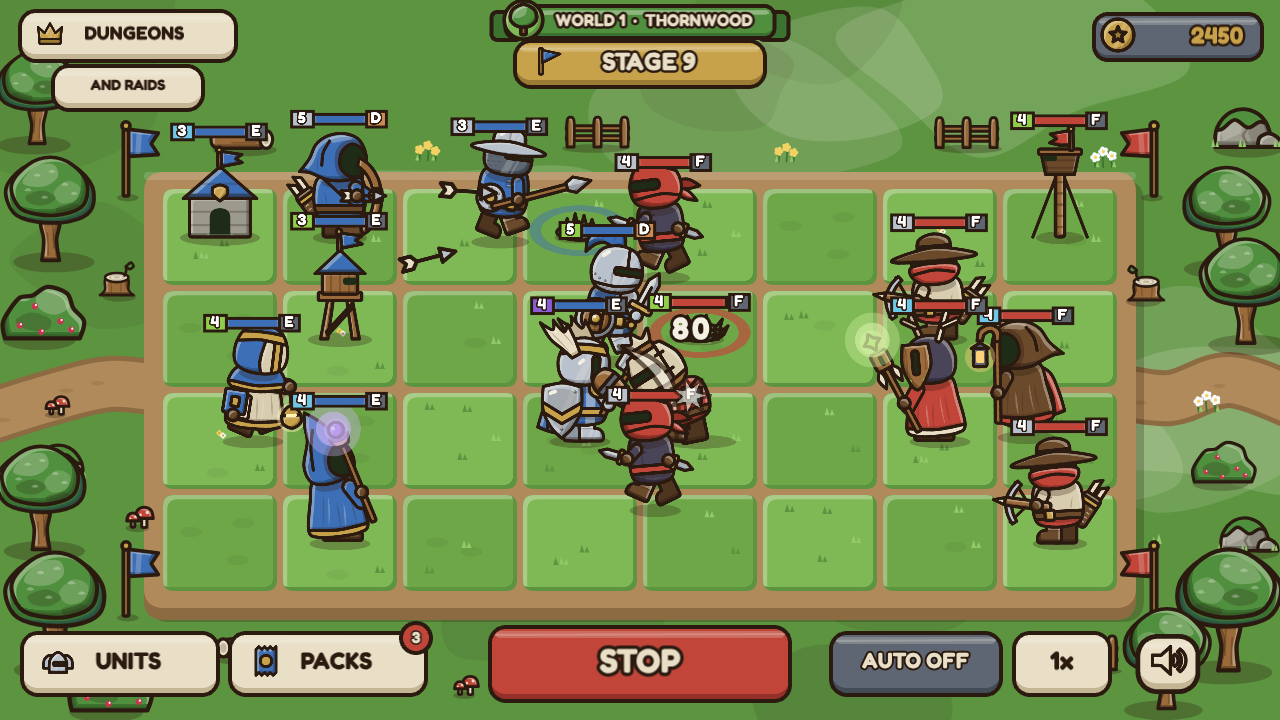 DUNGEONS
AND RAIDS
WORLD 1 • THORNWOOD
STAGE 9
2450
3 E
5 D
3 E
4 F
4 F
3 E
5 D
4 F
4 E
4 F
4 F
4 F
4 E
80
4 E
4 F
F
4 F
UNITS
PACKS
3
STOP
AUTO OFF
1x